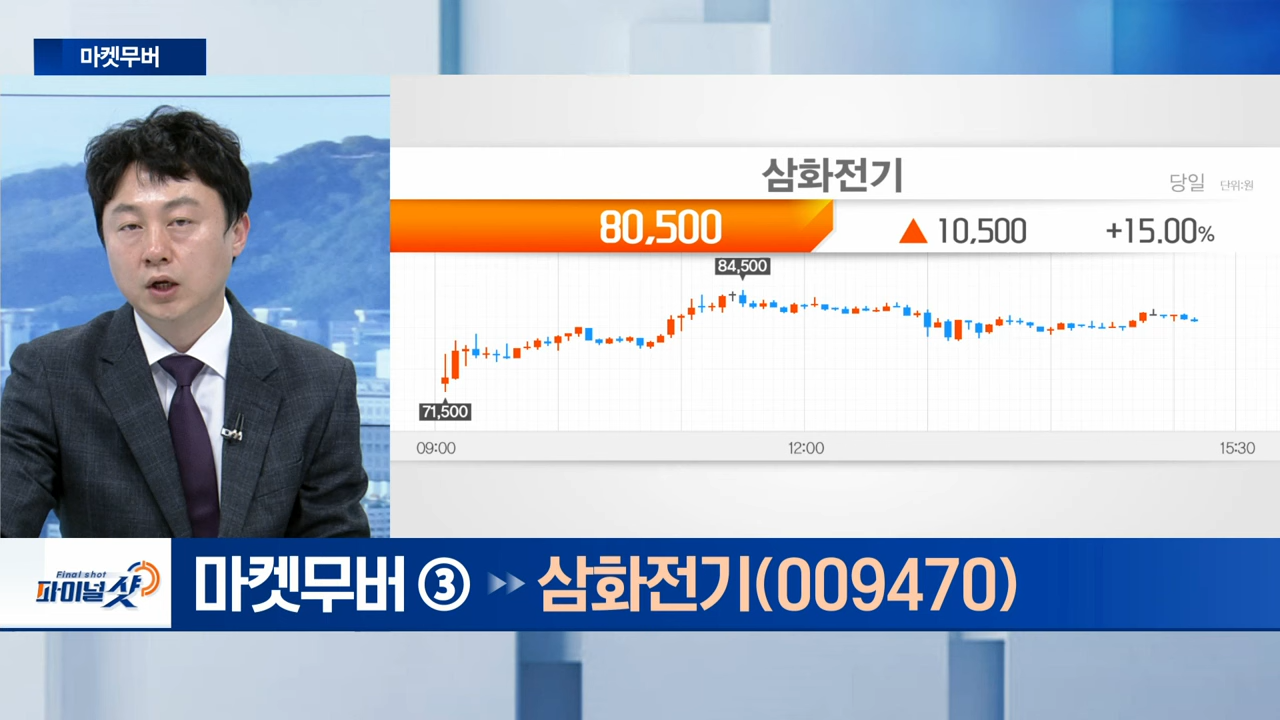 마켓무버
삼화전기
당일 단위:원
80,500 ▲ 10,500 +15.00%
84,500
71,500
09:00 12:00 15:30
Final shot
파이널샷
마켓무버 ③ 삼화전기(009470)